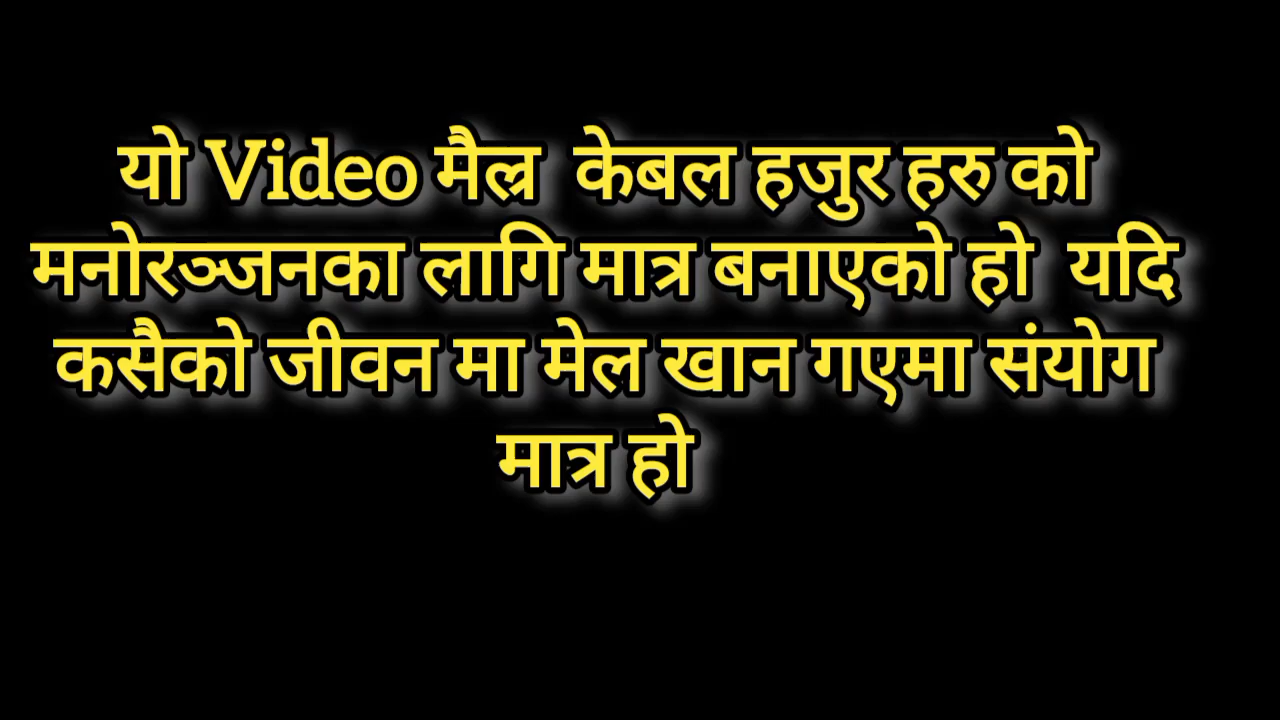 यो Video मैल्र केबल हजुर हरु को
मनोरञ्जनका लागि मात्र बनाएको हो यदि
कसैको जीवन मा मेल खान गएमा संयोग
मात्र हो